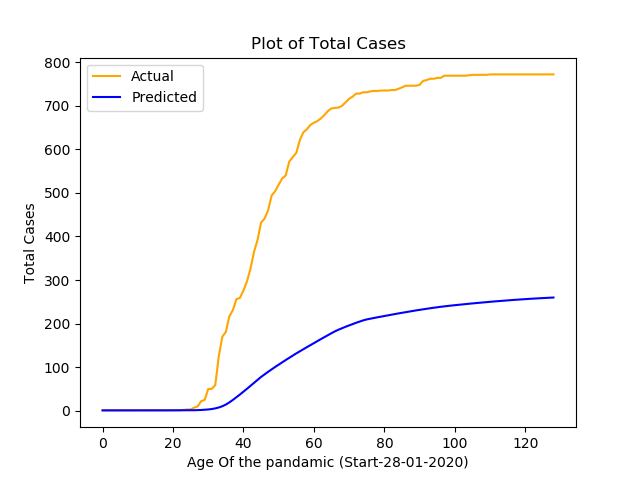 Plot of Total Cases
Actual
Predicted
800
700
600
500
400
300
200
100
0
Total Cases
0 20 40 60 80 100 120
Age Of the pandamic (Start-28-01-2020)